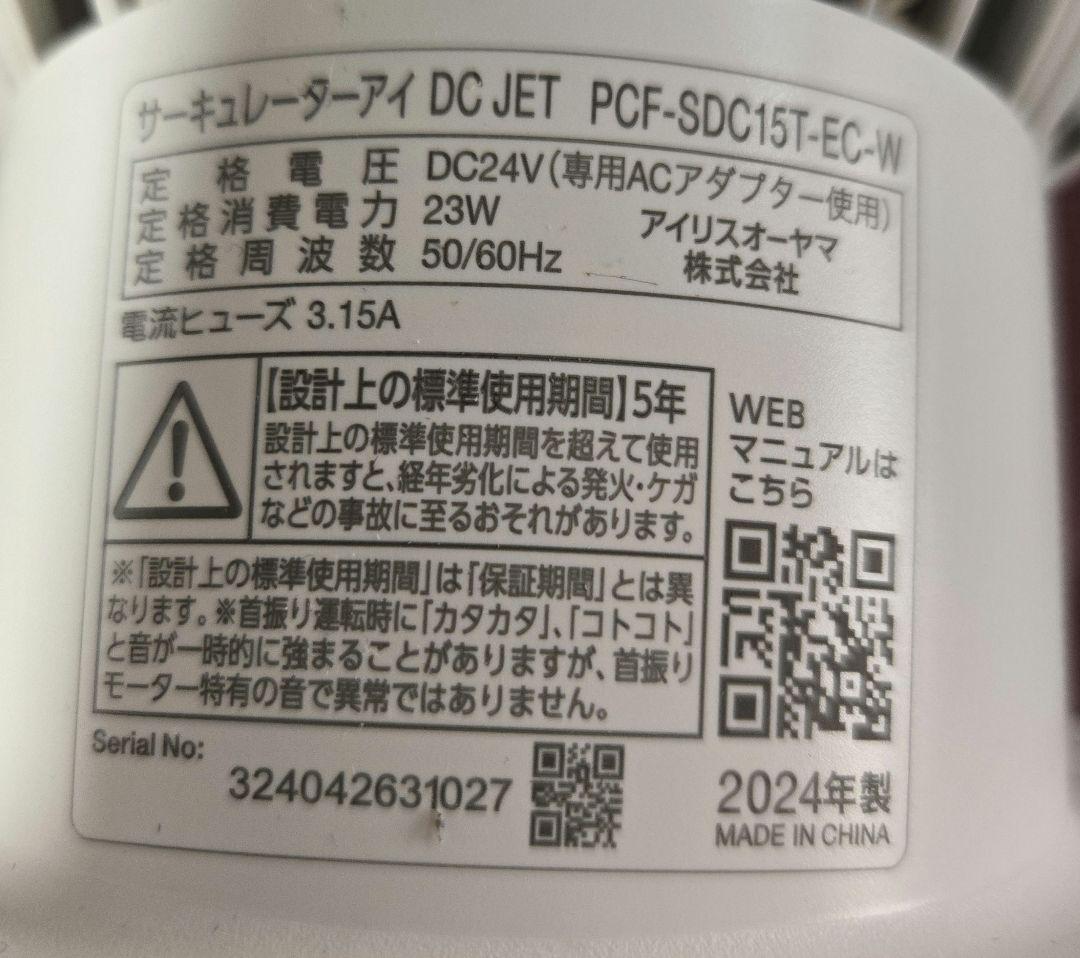 サーキュレーターアイ DC JET PCF-SDC15T-EC-W
定格電圧 DC24V(専用ACアダプター使用)
定格消費電力 23W
定格周波数 50/60Hz
アイリスオーヤマ
株式会社
電流ヒューズ 3.15A
【設計上の標準使用期間】5年
設計上の標準使用期間を超えて使用
されますと、経年劣化による発火・ケガ
などの事故に至るおそれがあります。
※「設計上の標準使用期間」は「保証期間」とは異
なります。※首振り運転時に「カタカタ」、「コトコト」
と音が一時的に強まることがありますが、首振り
モーター特有の音で異常ではありません。
WEB
マニュアルは
こちら
Serial No:
324042631027
2024年製
MADE IN CHINA